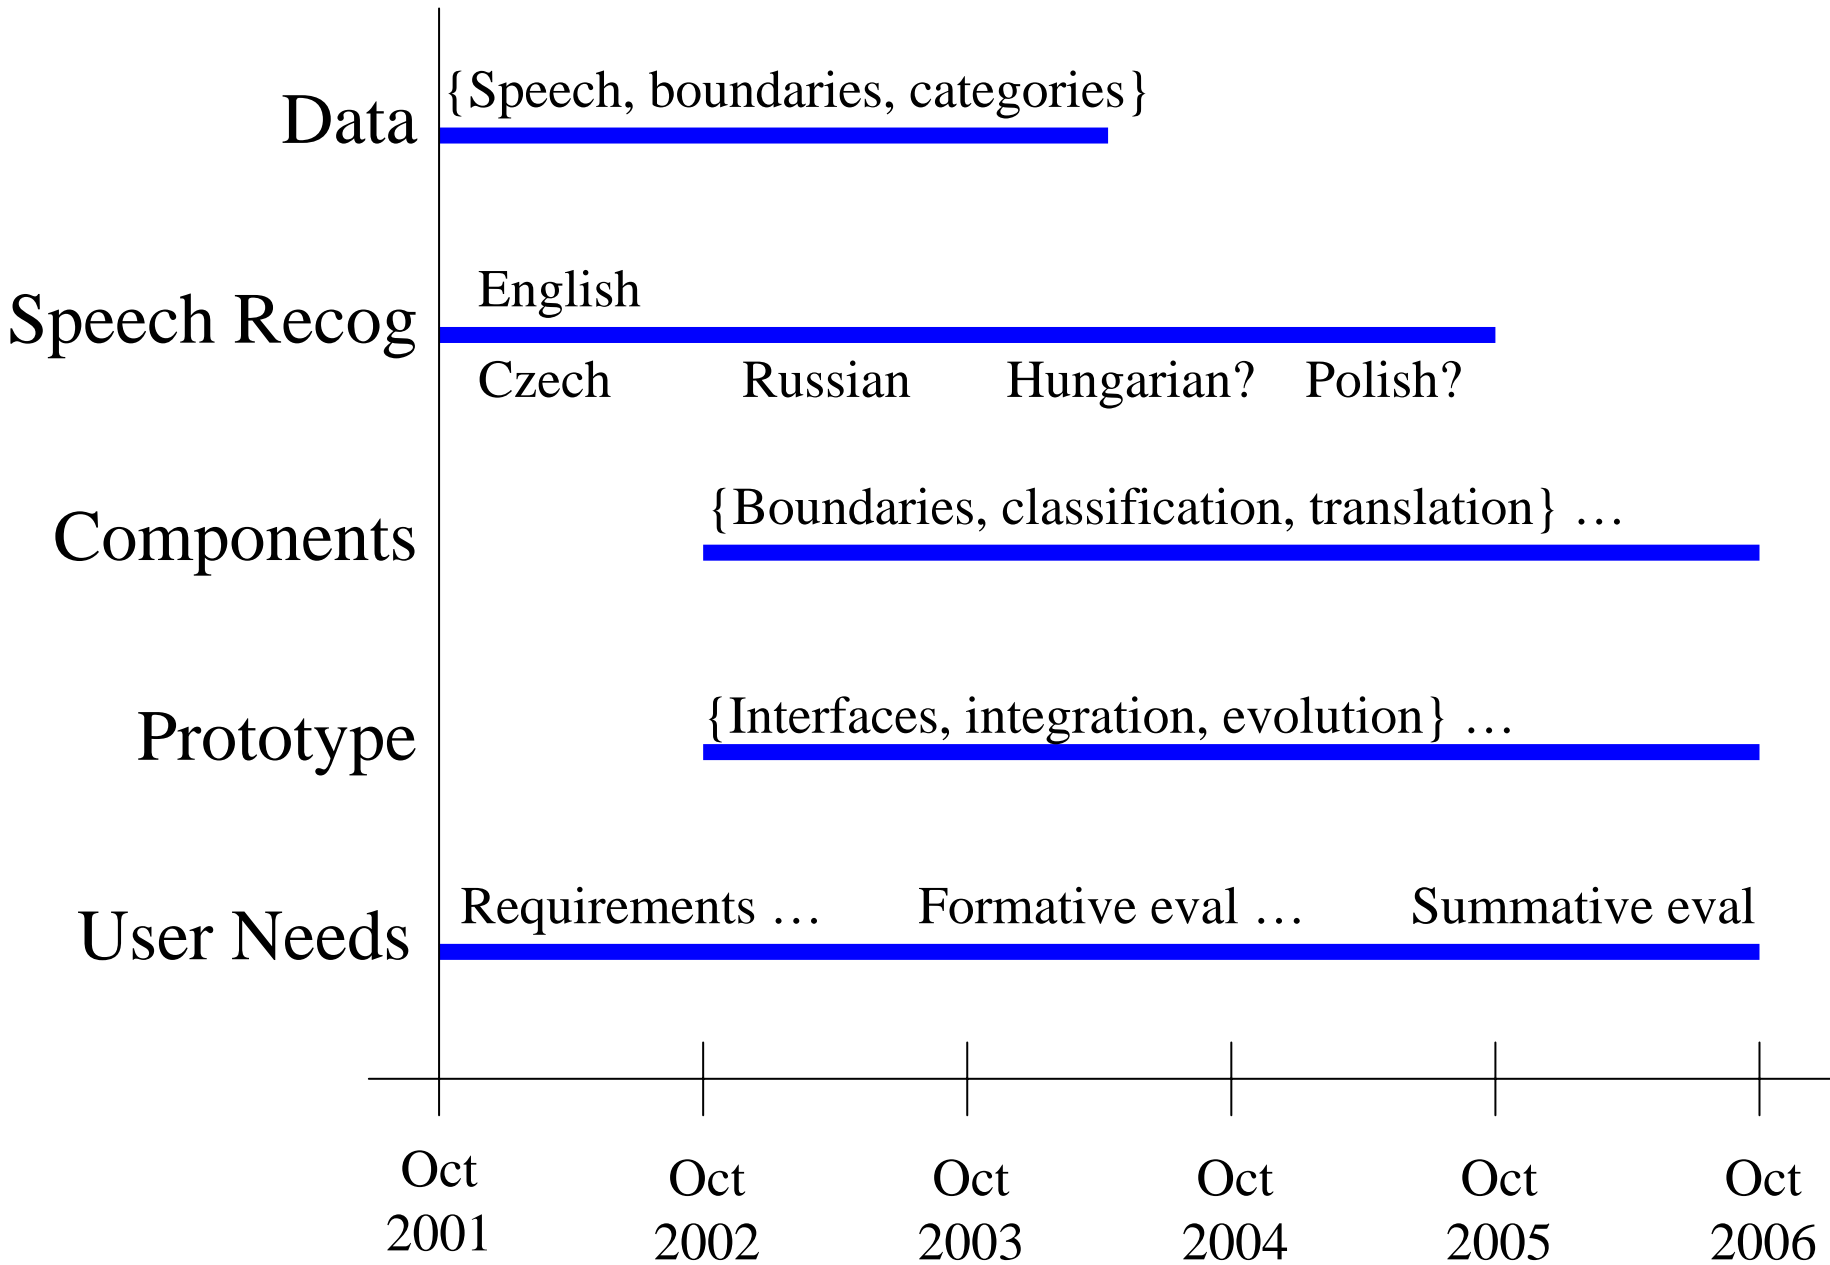 {Speech, boundaries, categories}
Data
English
Speech Recog
Czech Russian Hungarian? Polish?
{Boundaries, classification, translation} …
Components
{Interfaces, integration, evolution} …
Prototype
Requirements … Formative eval … Summative eval
User Needs
Oct Oct Oct Oct Oct Oct
2001 2002 2003 2004 2005 2006